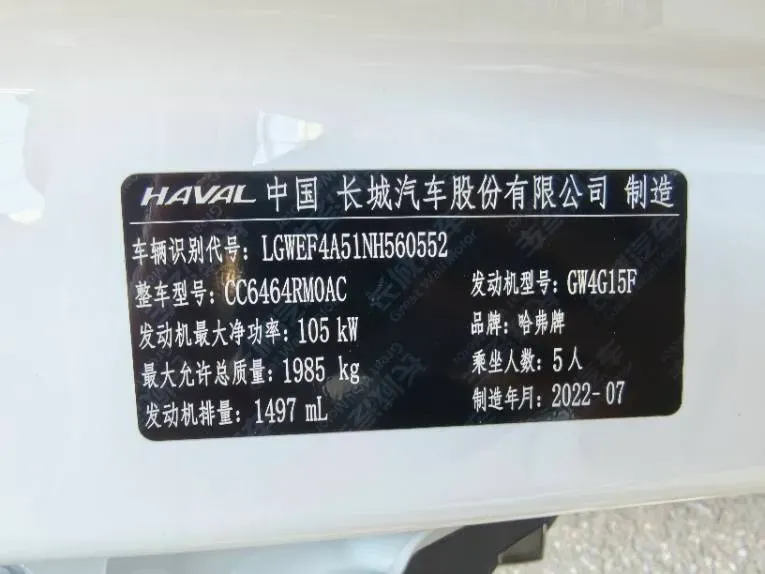 HAVAL 中国 长城汽车股份有限公司 制造
车辆识别代号: LGWEF4A51NH560552
整车型号: CC6464RM0AC 发动机型号: GW4G15F
发动机最大净功率: 105 kW 品牌: 哈弗牌
最大允许总质量: 1985 kg 乘坐人数: 5 人
发动机排量: 1497 mL 制造年月: 2022-07